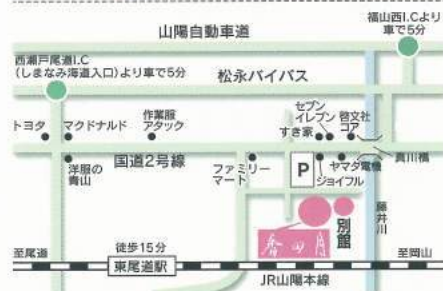 山陽自動車道
福山西I.Cより
車で5分
西瀬戸尾道I.C
(しまなみ海道入口)より車で5分
松永バイパス
トヨタ
マクドナルド
作業服
アタック
セブン
イレブン
すき家
啓文社
コア
真川橋
洋服の
青山
国道2号線
ファミリー
マート
P
ヤマダ電機
ジョイフル
別館
藤井川
至尾道
徒歩15分
東尾道駅
JR山陽本線
至岡山